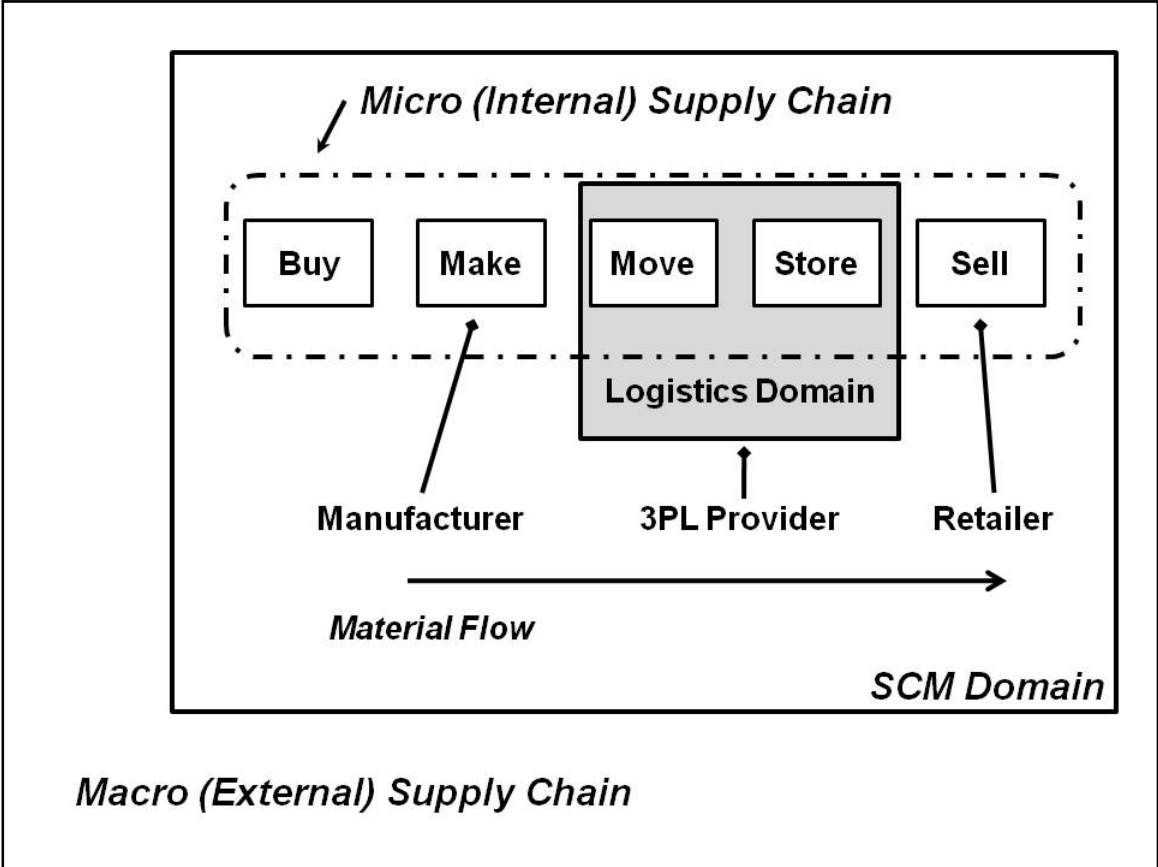 Micro (Internal) Supply Chain
Buy Make Move Store Sell
Logistics Domain
Manufacturer 3PL Provider Retailer
Material Flow
SCM Domain
Macro (External) Supply Chain